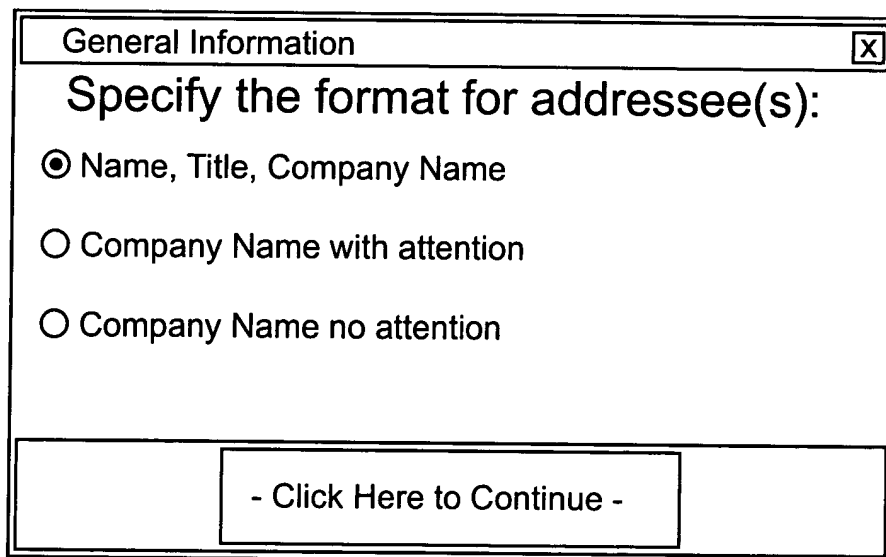 General Information X
Specify the format for addressee(s):
Name, Title, Company Name
Company Name with attention
Company Name no attention
- Click Here to Continue -